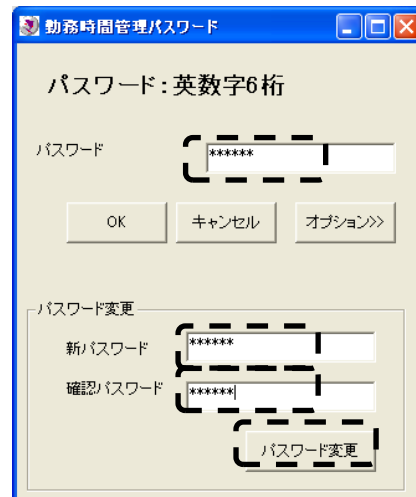 勤務時間管理パスワード
パスワード：英数字6桁
パスワード ******
OK キャンセル オプション>>
パスワード変更
新パスワード ******
確認パスワード ******
パスワード変更